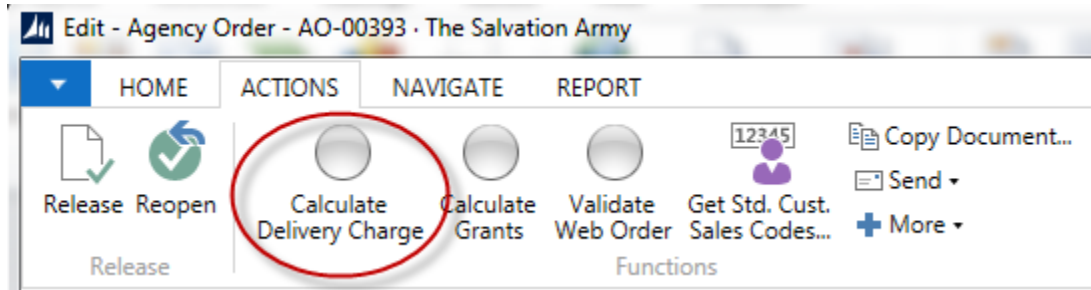 Edit - Agency Order - AO-00393 · The Salvation Army
HOME ACTIONS NAVIGATE REPORT
Release Reopen
Calculate
Delivery Charge
Calculate
Grants
Validate
Web Order
12345
Get Std. Cust.
Sales Codes...
Copy Document...
Send
More
Release
Functions